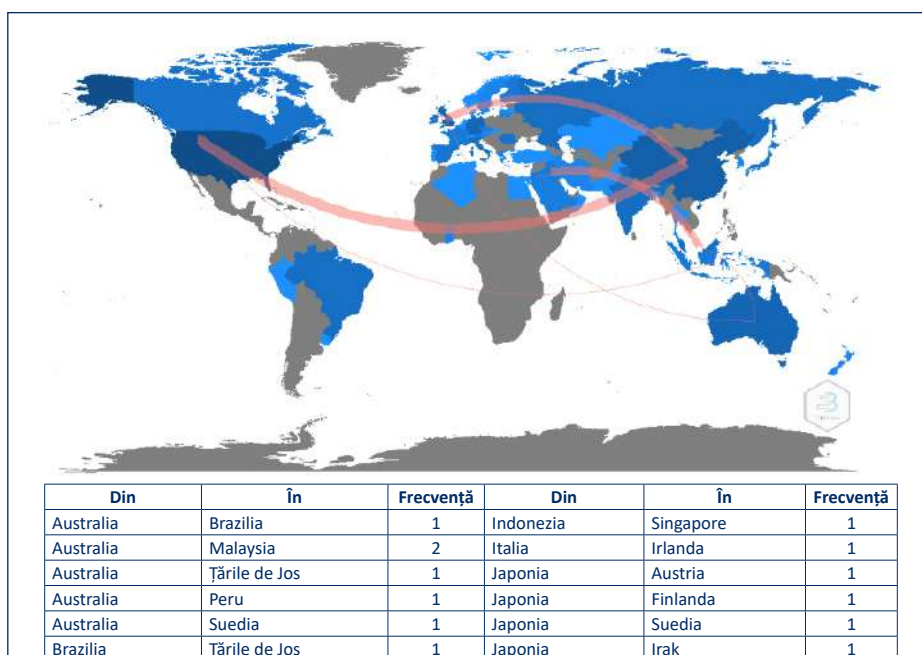 Din În Frecvență Din În Frecvență
Australia Brazilia 1 Indonezia Singapore 1
Australia Malaysia 2 Italia Irlanda 1
Australia Țările de Jos 1 Japonia Austria 1
Australia Peru 1 Japonia Finlanda 1
Australia Suedia 1 Japonia Suedia 1
Brazilia Țările de Jos 1 Japonia Irak 1